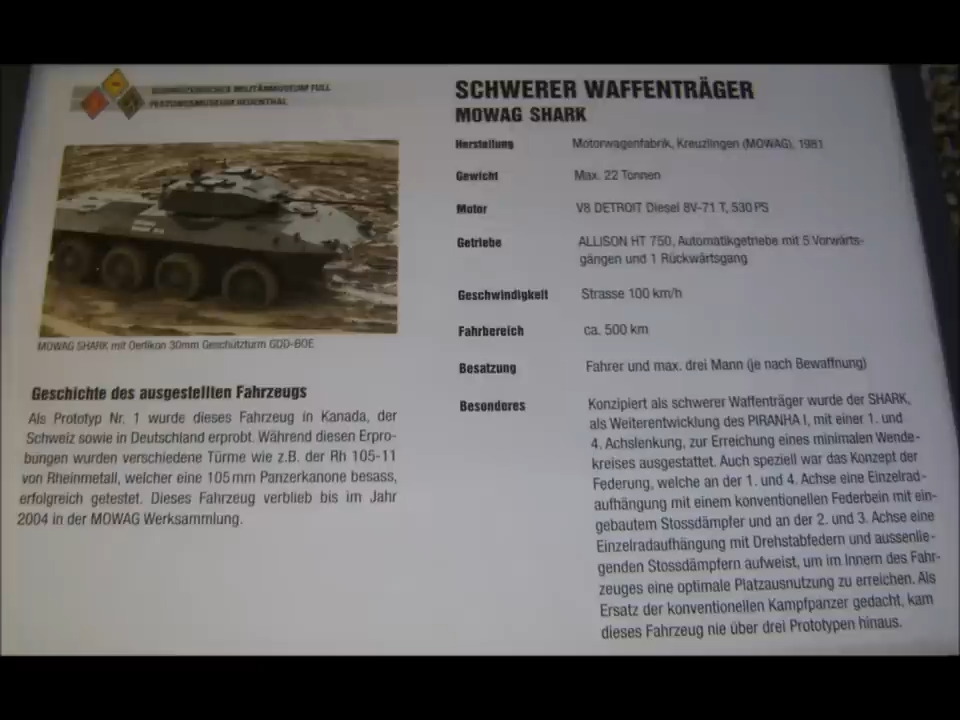 SCHWEIZERISCHES MILITÄRMUSEUM FULL
FESTUNGSMUSEUM REUENTHAL
MOWAG SHARK mit Oerlikon 30mm Geschützturm GDD-BOE
Geschichte des ausgestellten Fahrzeugs
Als Prototyp Nr. 1 wurde dieses Fahrzeug in Kanada, der
Schweiz sowie in Deutschland erprobt. Während diesen Erpro-
bungen wurden verschiedene Türme wie z.B. der Rh 105-11
von Rheinmetall, welcher eine 105 mm Panzerkanone besass,
erfolgreich getestet. Dieses Fahrzeug verblieb bis im Jahr
2004 in der MOWAG Werksammlung.
SCHWERER WAFFENTRÄGER
MOWAG SHARK
Herstellung Motorwagenfabrik, Kreuzlingen (MOWAG), 1981
Gewicht Max. 22 Tonnen
Motor V8 DETROIT Diesel 8V-71 T, 530 PS
Getriebe ALLISON HT 750, Automatikgetriebe mit 5 Vorwärts-
gängen und 1 Rückwärtsgang
Geschwindigkeit Strasse 100 km/h
Fahrbereich ca. 500 km
Besatzung Fahrer und max. drei Mann (je nach Bewaffnung)
Besonderes Konzipiert als schwerer Waffenträger wurde der SHARK,
als Weiterentwicklung des PIRANHA I, mit einer 1. und
4. Achslenkung, zur Erreichung eines minimalen Wende-
kreises ausgestattet. Auch speziell war das Konzept der
Federung, welche an der 1. und 4. Achse eine Einzelrad-
aufhängung mit einem konventionellen Federbein mit ein-
gebautem Stossdämpfer und an der 2. und 3. Achse eine
Einzelradaufhängung mit Drehstabfedern und aussenlie-
genden Stossdämpfern aufweist, um im Innern des Fahr-
zeuges eine optimale Platzausnutzung zu erreichen. Als
Ersatz der konventionellen Kampfpanzer gedacht, kam
dieses Fahrzeug nie über drei Prototypen hinaus.